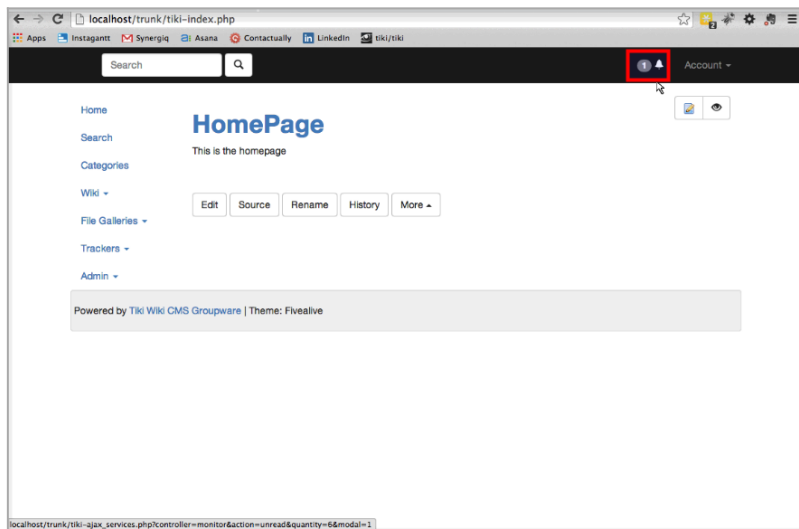 localhost/trunk/tiki-index.php
2
Apps Instagantt Synergiq Asana Contactually LinkedIn tiki/tiki
Search 1 Account
Home
Search
Categories
Wiki
File Galleries
Trackers
Admin
HomePage
This is the homepage
Edit Source Rename History More
Powered by Tiki Wiki CMS Groupware | Theme: Fivealive
localhost/trunk/tiki-ajax_services.php?controller=monitor&action=unread&quantity=6&modal=1